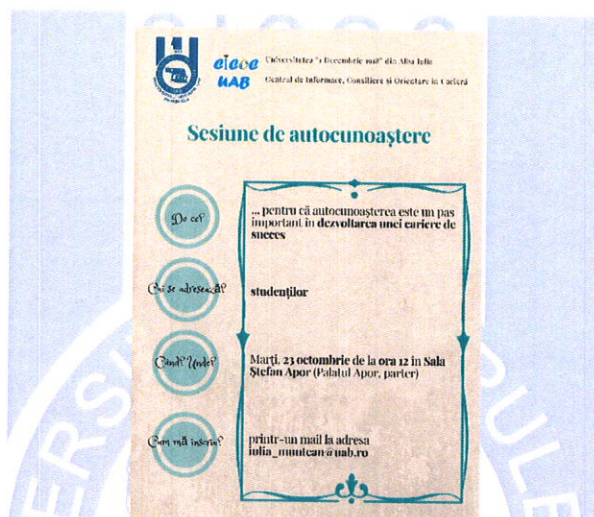 cicoc
UAB
Universitatea "1 Decembrie 1918" din Alba Iulia
Centrul de Informare, Consiliere și Orientare în Carieră
Sesiune de autocunoaștere
De ce?
... pentru că autocunoașterea este un pas
important în dezvoltarea unei cariere de
succes
Cui se adresează?
studenților
Când? Unde?
Marți, 23 octombrie de la ora 12 în Sala
Ștefan Apor (Palatul Apor, parter)
Cum mă înscriu?
printr-un mail la adresa
iulia_muntean@uab.ro